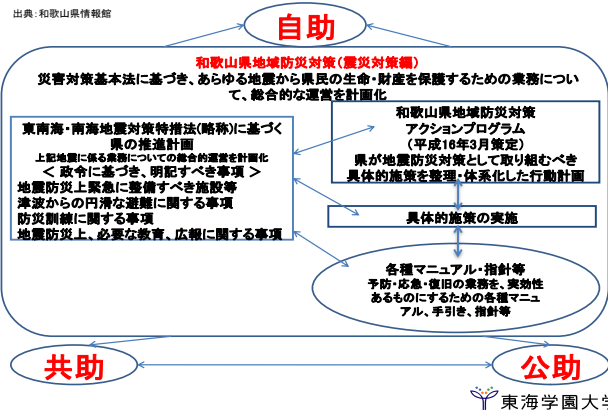 出典:和歌山県情報館
自助
和歌山県地域防災対策(震災対策編)
災害対策基本法に基づき、あらゆる地震から県民の生命・財産を保護するための業務につい
て、総合的な運営を計画化
東南海・南海地震対策特措法(略称)に基づく
県の推進計画
上記地震に係る業務についての総合的運営を計画化
< 政令に基づき、明記すべき事項 >
地震防災上緊急に整備すべき施設等
津波からの円滑な避難に関する事項
防災訓練に関する事項
地震防災上、必要な教育、広報に関する事項
和歌山県地域防災対策
アクションプログラム
(平成16年3月策定)
県が地震防災対策として取り組むべき
具体的施策を整理・体系化した行動計画
具体的施策の実施
各種マニュアル・指針等
予防・応急・復旧の業務を、実効性
あるものにするための各種マニュ
アル、手引き、指針等
共助
公助
東海学園大学